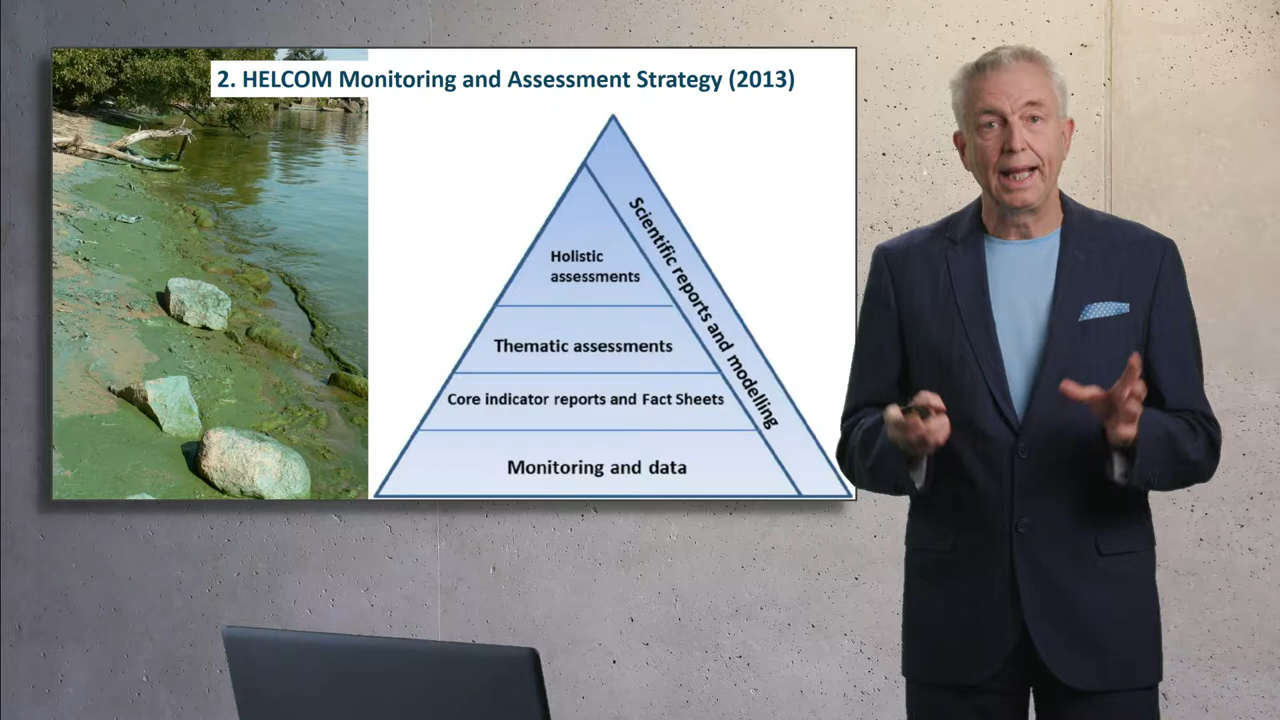 2. HELCOM Monitoring and Assessment Strategy (2013)
Holistic
assessments
Thematic assessments
Core indicator reports and Fact Sheets
Monitoring and data
Scientific reports and modelling